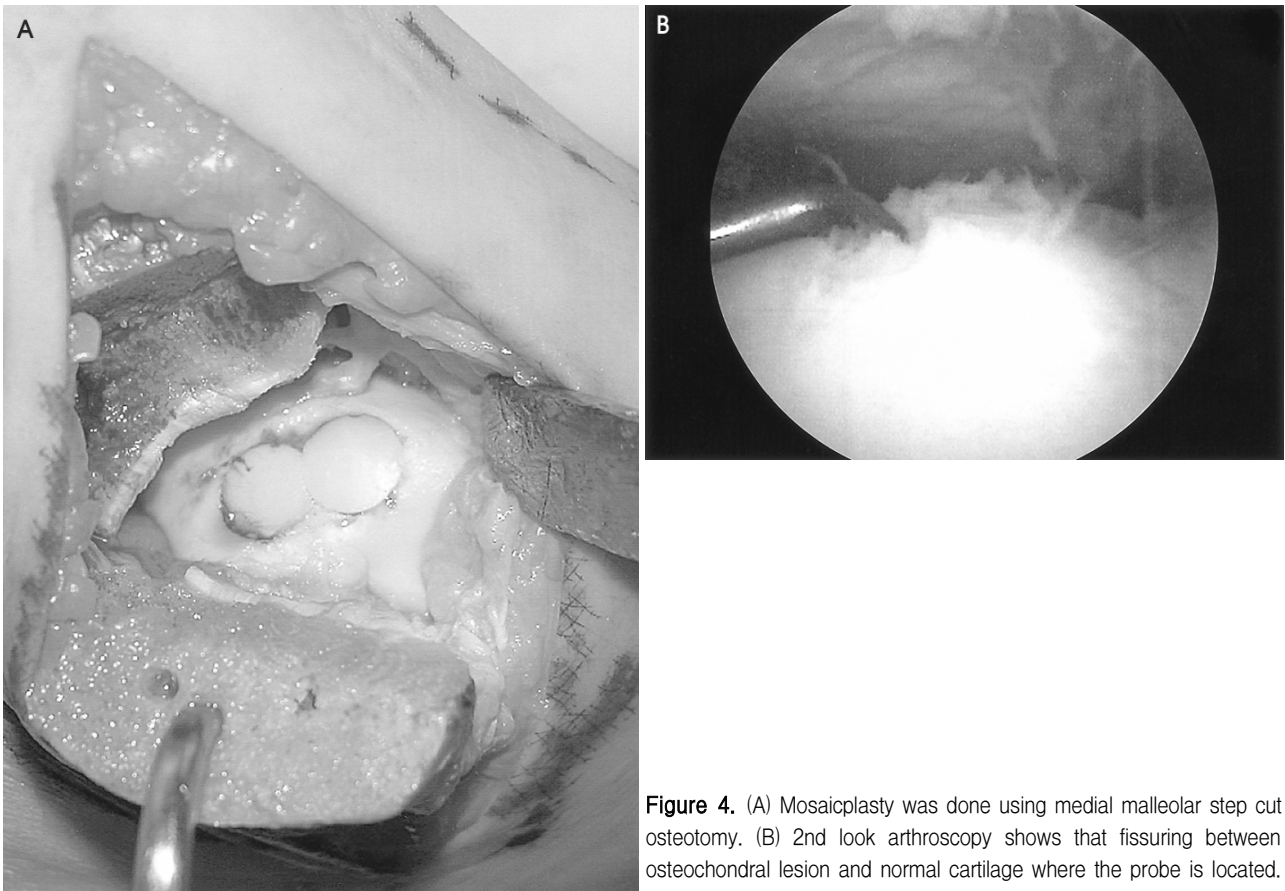 A
B
Figure 4. (A) Mosaicplasty was done using medial malleolar step cut
osteotomy. (B) 2nd look arthroscopy shows that fissuring between
osteochondral lesion and normal cartilage where the probe is located.